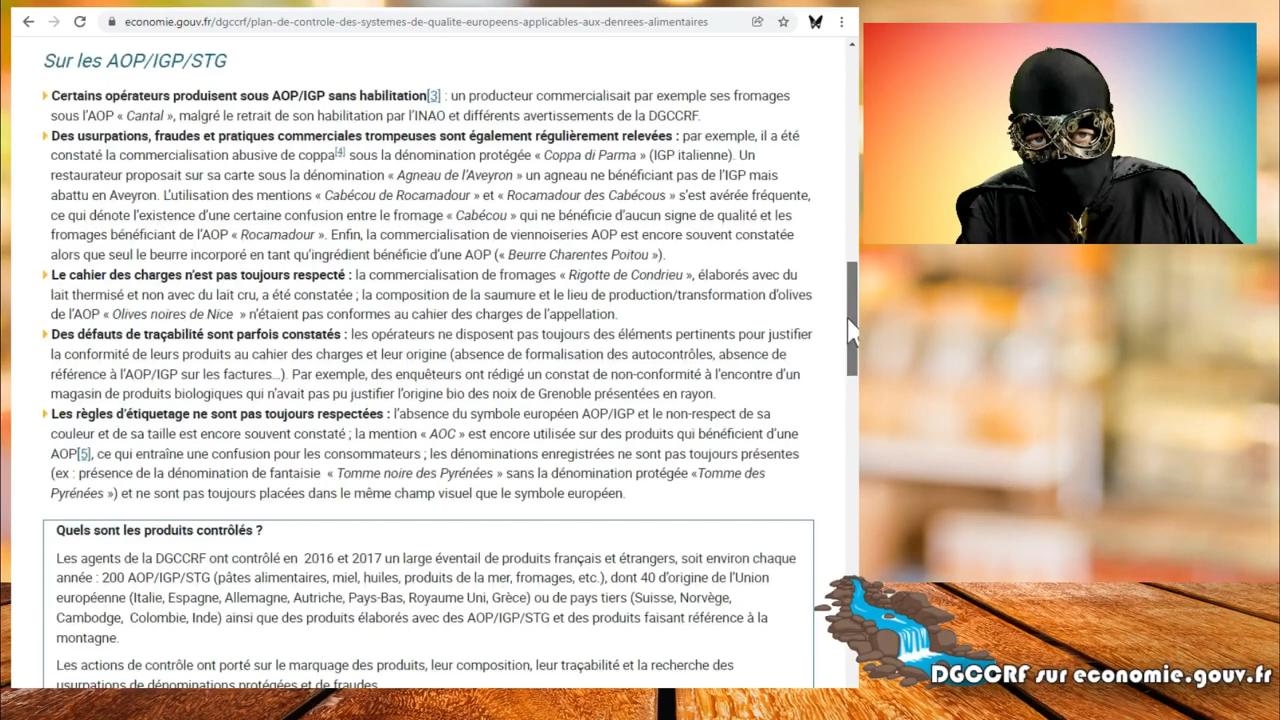 economie.gouv.fr/dgccrf/plan-de-controle-des-systemes-de-qualite-europeens-applicables-aux-denrees-alimentaires
Sur les AOP/IGP/STG
Certains opérateurs produisent sous AOP/IGP sans habilitation[3] : un producteur commercialisait par exemple ses fromages
sous l'AOP « Cantal », malgré le retrait de son habilitation par l'INAO et différents avertissements de la DGCCRF.
Des usurpations, fraudes et pratiques commerciales trompeuses sont également régulièrement relevées : par exemple, il a été
constaté la commercialisation abusive de coppa[4] sous la dénomination protégée « Coppa di Parma » (IGP italienne). Un
restaurateur proposait sur sa carte sous la dénomination « Agneau de l'Aveyron » un agneau ne bénéficiant pas de l'IGP mais
abattu en Aveyron. L'utilisation des mentions « Cabécou de Rocamadour » et « Rocamadour des Cabécous » s'est avérée fréquente,
ce qui dénote l'existence d'une certaine confusion entre le fromage « Cabécou » qui ne bénéficie d'aucun signe de qualité et les
fromages bénéficiant de l'AOP « Rocamadour ». Enfin, la commercialisation de viennoiseries AOP est encore souvent constatée
alors que seul le beurre incorporé en tant qu'ingrédient bénéficie d'une AOP (« Beurre Charentes Poitou »).
Le cahier des charges n'est pas toujours respecté : la commercialisation de fromages « Rigotte de Condrieu », élaborés avec du
lait thermisé et non avec du lait cru, a été constatée ; la composition de la saumure et le lieu de production/transformation d'olives
de l'AOP « Olives noires de Nice » n'étaient pas conformes au cahier des charges de l'appellation.
Des défauts de traçabilité sont parfois constatés : les opérateurs ne disposent pas toujours des éléments pertinents pour justifier
la conformité de leurs produits au cahier des charges et leur origine (absence de formalisation des autocontrôles, absence de
référence à l'AOP/IGP sur les factures…). Par exemple, des enquêteurs ont rédigé un constat de non-conformité à l'encontre d'un
magasin de produits biologiques qui n'avait pas pu justifier l'origine bio des noix de Grenoble présentées en rayon.
Les règles d'étiquetage ne sont pas toujours respectées : l'absence du symbole européen AOP/IGP et le non-respect de sa
couleur et de sa taille est encore souvent constaté ; la mention « AOC » est encore utilisée sur des produits qui bénéficient d'une
AOP[5], ce qui entraîne une confusion pour les consommateurs ; les dénominations enregistrées ne sont pas toujours présentes
(ex : présence de la dénomination de fantaisie « Tomme noire des Pyrénées » sans la dénomination protégée «Tomme des
Pyrénées ») et ne sont pas toujours placées dans le même champ visuel que le symbole européen.
Quels sont les produits contrôlés ?
Les agents de la DGCCRF ont contrôlé en 2016 et 2017 un large éventail de produits français et étrangers, soit environ chaque
année : 200 AOP/IGP/STG (pâtes alimentaires, miel, huiles, produits de la mer, fromages, etc.), dont 40 d'origine de l'Union
européenne (Italie, Espagne, Allemagne, Autriche, Pays-Bas, Royaume Uni, Grèce) ou de pays tiers (Suisse, Norvège,
Cambodge, Colombie, Inde) ainsi que des produits élaborés avec des AOP/IGP/STG et des produits faisant référence à la
montagne.
Les actions de contrôle ont porté sur le marquage des produits, leur composition, leur traçabilité et la recherche des
usurpations de dénominations protégées et de fraudes.
DGCCRF sur economie.gouv.fr